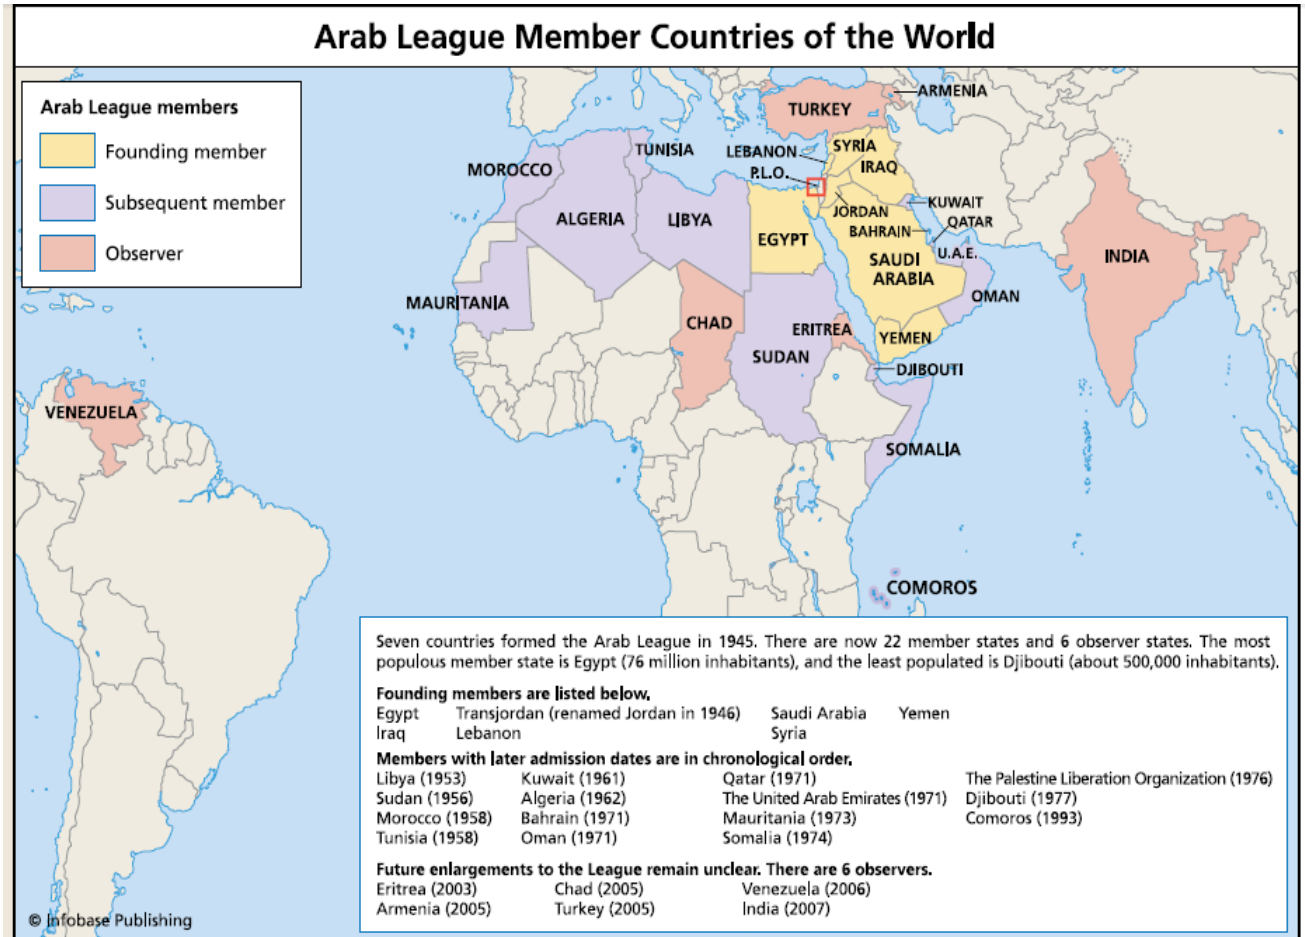 Arab League Member Countries of the World
Arab League members
Founding member
Subsequent member
Observer
ARMENIA
TURKEY
TUNISIA
LEBANON
SYRIA
MOROCCO
P.L.O.
IRAQ
ALGERIA
LIBYA
JORDAN
KUWAIT
BAHRAIN
QATAR
EGYPT
U.A.E.
SAUDI
ARABIA
INDIA
MAURITANIA
OMAN
CHAD
ERITREA
YEMEN
SUDAN
DJIBOUTI
VENEZUELA
SOMALIA
COMOROS
Seven countries formed the Arab League in 1945. There are now 22 member states and 6 observer states. The most
populous member state is Egypt (76 million inhabitants), and the least populated is Djibouti (about 500,000 inhabitants).
Founding members are listed below.
Egypt Transjordan (renamed Jordan in 1946) Saudi Arabia Yemen
Iraq Lebanon Syria
Members with later admission dates are in chronological order.
Libya (1953) Kuwait (1961) Qatar (1971) The Palestine Liberation Organization (1976)
Sudan (1956) Algeria (1962) The United Arab Emirates (1971) Djibouti (1977)
Morocco (1958) Bahrain (1971) Mauritania (1973) Comoros (1993)
Tunisia (1958) Oman (1971) Somalia (1974)
Future enlargements to the League remain unclear. There are 6 observers.
Eritrea (2003) Chad (2005) Venezuela (2006)
Armenia (2005) Turkey (2005) India (2007)
© Infobase Publishing